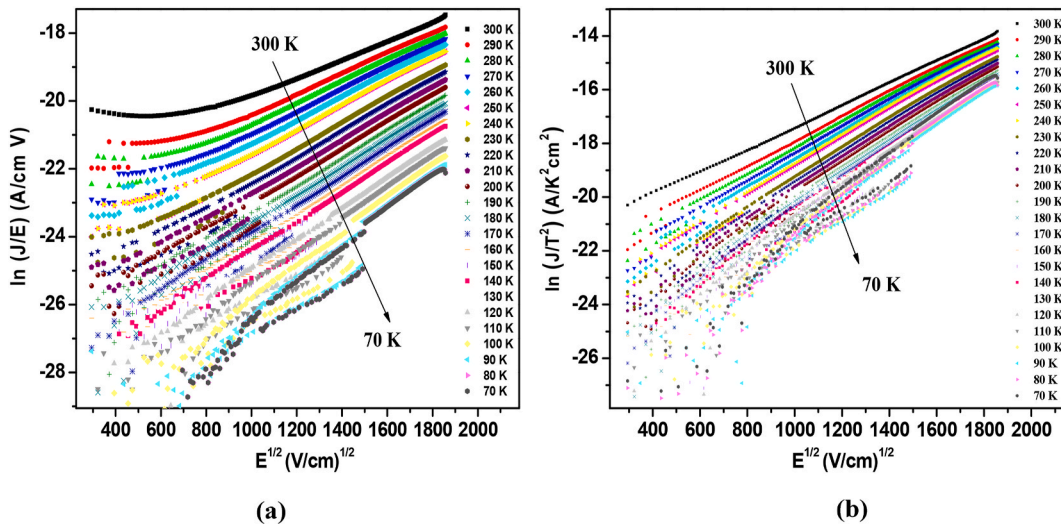 -18
-20
-22
-24
-26
-28
ln (J/E) (A/cm V)
400 600 800 1000 1200 1400 1600 1800 2000
E^1/2 (V/cm)^1/2
300 K
70 K
300 K
290 K
280 K
270 K
260 K
250 K
240 K
230 K
220 K
210 K
200 K
190 K
180 K
170 K
160 K
150 K
140 K
130 K
120 K
110 K
100 K
90 K
80 K
70 K
(a)
-14
-16
-18
-20
-22
-24
-26
ln (J/T²) (A/K² cm²)
400 600 800 1000 1200 1400 1600 1800 2000
E^1/2 (V/cm)^1/2
300 K
70 K
300 K
290 K
280 K
270 K
260 K
250 K
240 K
230 K
220 K
210 K
200 K
190 K
180 K
170 K
160 K
150 K
140 K
130 K
120 K
110 K
100 K
90 K
80 K
70 K
(b)